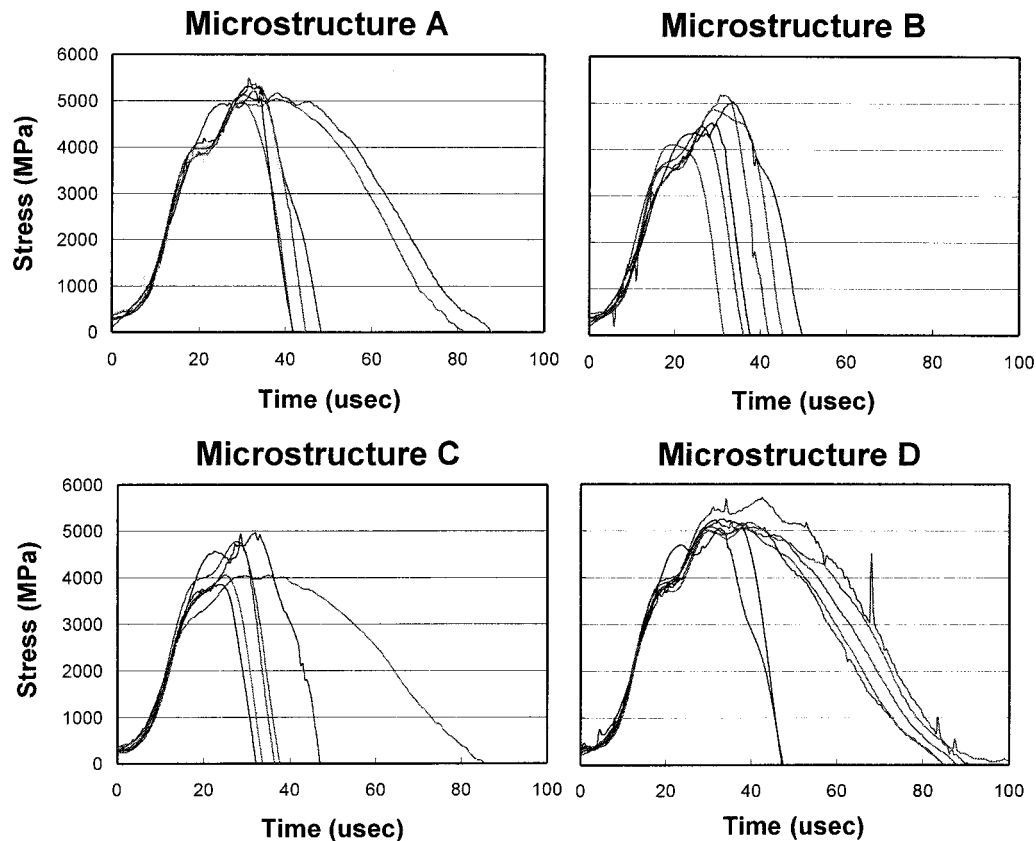 Microstructure A
Microstructure B
Stress (MPa)
6000
5000
4000
3000
2000
1000
0
0 20 40 60 80 100
Time (usec)
0 20 40 60 80 100
Time (usec)
Microstructure C
Microstructure D
Stress (MPa)
6000
5000
4000
3000
2000
1000
0
0 20 40 60 80 100
Time (usec)
0 20 40 60 80 100
Time (usec)